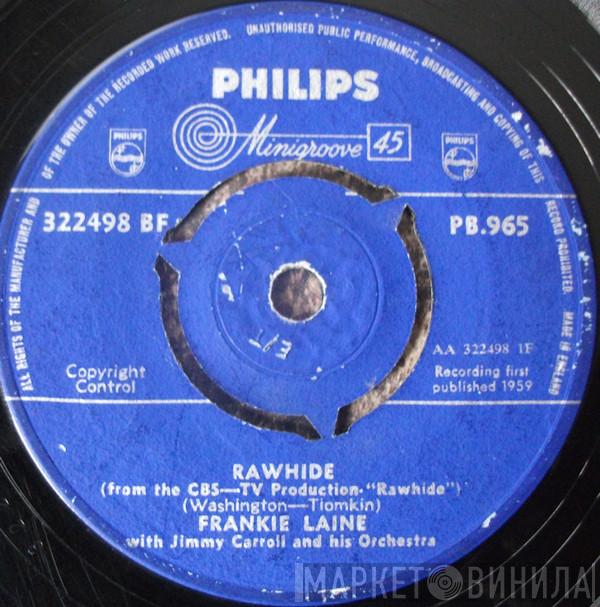 ALL RIGHTS OF THE MANUFACTURER AND OF THE OWNER OF THE RECORDED WORK RESERVED. UNAUTHORISED PUBLIC PERFORMANCE, BROADCASTING AND COPYING OF THIS RECORD PROHIBITED. MADE IN ENGLAND
PHILIPS
Minigroove 45
PHILIPS
PHILIPS
322498 BF
PB.965
AA 322498 1F
Copyright
Control
Recording first
published 1959
RAWHIDE
(from the CBS—TV Production-"Rawhide")
(Washington—Tiomkin)
FRANKIE LAINE
with Jimmy Carroll and his Orchestra
МАРКЕТ ВИНИЛА